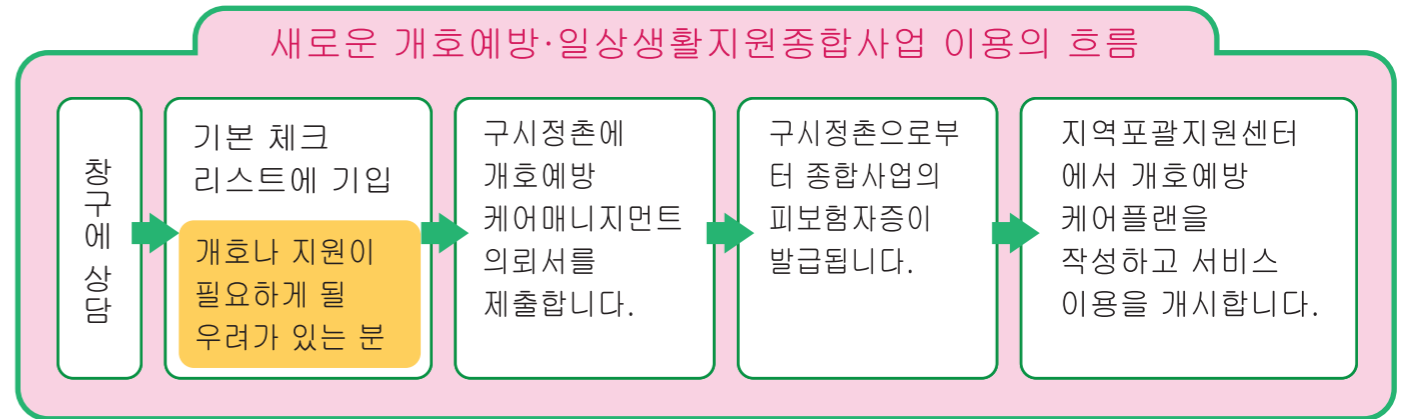 새로운 개호예방·일상생활지원종합사업 이용의 흐름
창구에 상담
기본 체크
리스트에 기입
개호나 지원이
필요하게 될
우려가 있는 분
구시정촌에
개호예방
케어매니지먼트
의뢰서를
제출합니다.
구시정촌으로부
터 종합사업의
피보험자증이
발급됩니다.
지역포괄지원센터
에서 개호예방
케어플랜을
작성하고 서비스
이용을 개시합니다.